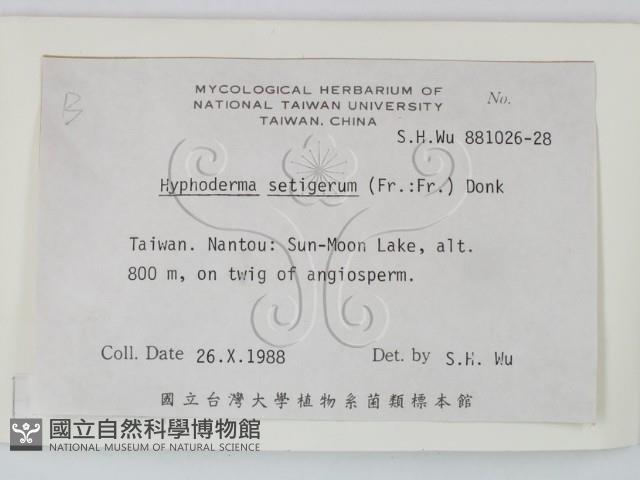 B
MYCOLOGICAL HERBARIUM OF
NATIONAL TAIWAN UNIVERSITY
TAIWAN. CHINA
No.
S.H.Wu 881026-28
Hyphoderma setigerum (Fr.:Fr.) Donk
Taiwan. Nantou: Sun-Moon Lake, alt.
800 m, on twig of angiosperm.
Coll. Date 26.X.1988 Det. by S.H. Wu
國立台灣大學植物系菌類標本館
國立自然科學博物館
NATIONAL MUSEUM OF NATURAL SCIENCE